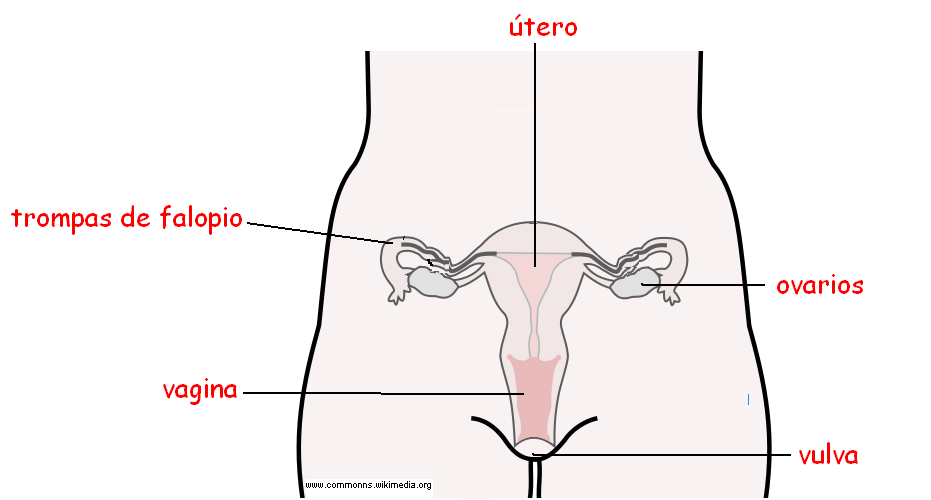 útero
trompas de falopio
ovarios
vagina
vulva
www.commonns.wikimedia.org